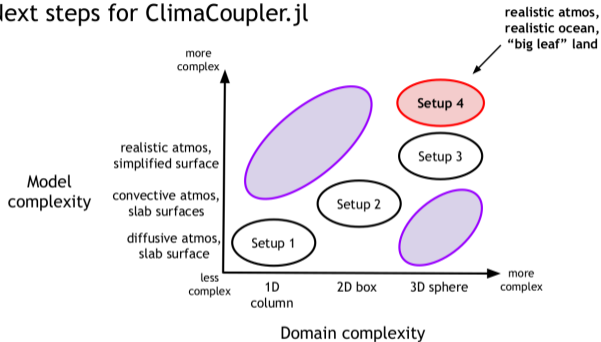 Next steps for ClimaCoupler.jl
realistic atmos,
realistic ocean,
“big leaf” land
more
complex
Setup 4
realistic atmos,
simplified surface
Setup 3
Model
complexity
convective atmos,
slab surfaces
Setup 2
diffusive atmos,
slab surface
Setup 1
less
complex
1D
column
2D box
3D sphere
more
complex
Domain complexity